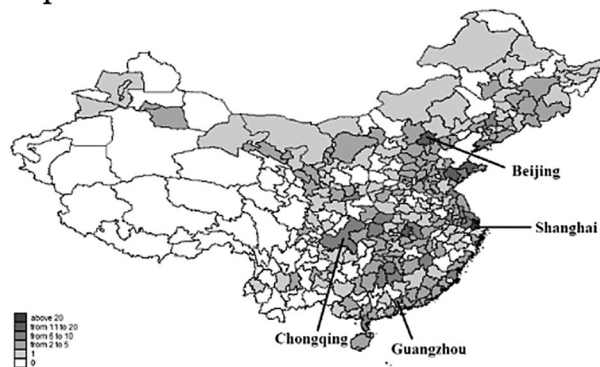 Beijing
Shanghai
Chongqing
Guangzhou
above 20
from 11 to 20
from 6 to 10
from 2 to 5
1
0